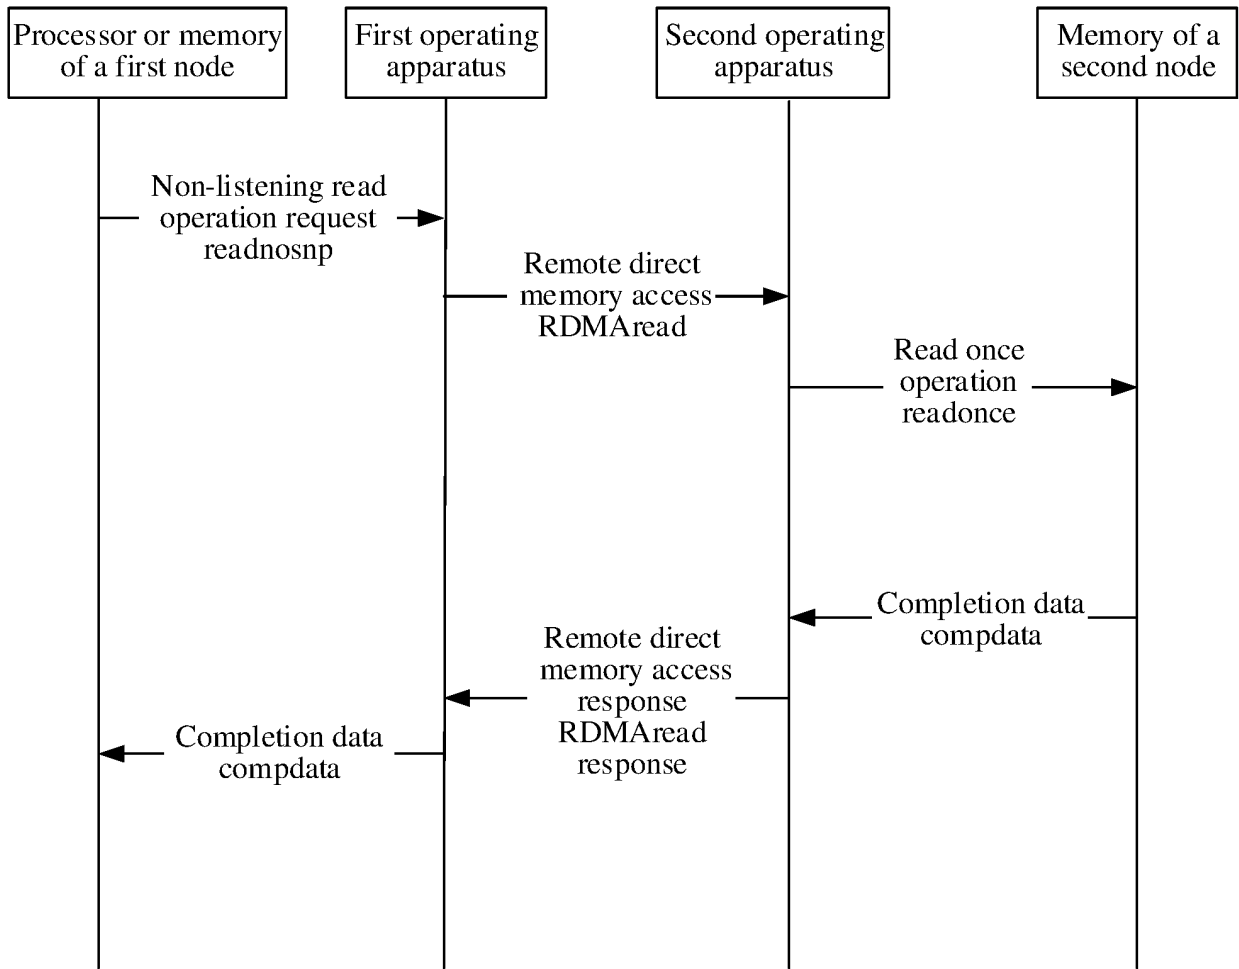 Processor or memory
of a first node
First operating
apparatus
Second operating
apparatus
Memory of a
second node
Non-listening read
operation request
readnosnp
Remote direct
memory access
RDMAread
Read once
operation
readonce
Completion data
compdata
Remote direct
memory access
response
RDMAread
response
Completion data
compdata